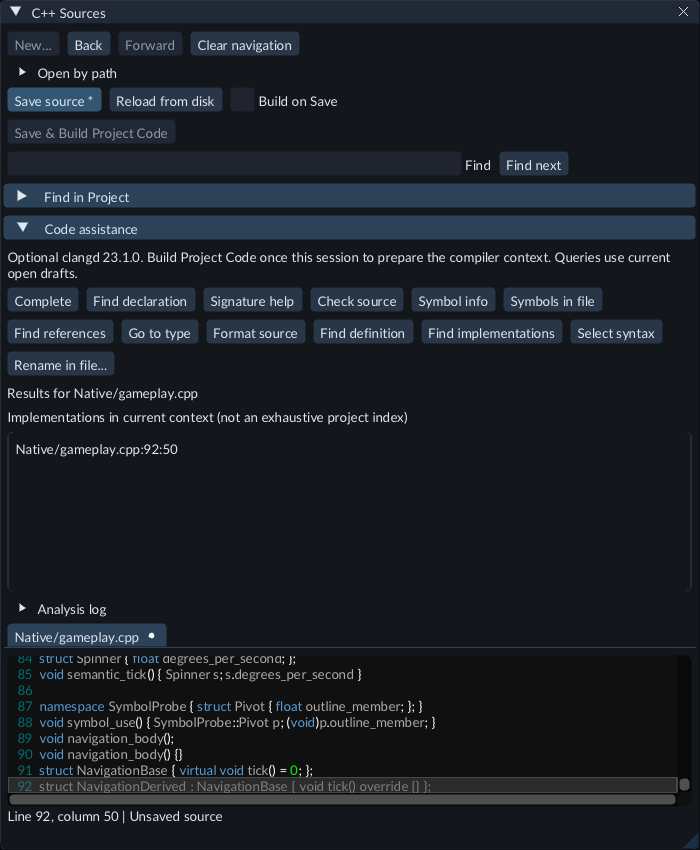 C++ Sources
New... Back Forward Clear navigation
Open by path
Save source * Reload from disk Build on Save
Save & Build Project Code
Find Find next
Find in Project
Code assistance
Optional clangd 23.1.0. Build Project Code once this session to prepare the compiler context. Queries use current
open drafts.
Complete Find declaration Signature help Check source Symbol info Symbols in file
Find references Go to type Format source Find definition Find implementations Select syntax
Rename in file...
Results for Native/gameplay.cpp
Implementations in current context (not an exhaustive project index)
Native/gameplay.cpp:92:50
Analysis log
Native/gameplay.cpp
84 struct Spinner { float degrees_per_second; };
85 void semantic_tick() { Spinner s; s.degrees_per_second }
86
87 namespace SymbolProbe { struct Pivot { float outline_member; }; }
88 void symbol_use() { SymbolProbe::Pivot p; (void)p.outline_member; }
89 void navigation_body();
90 void navigation_body() {}
91 struct NavigationBase { virtual void tick() = 0; };
92 struct NavigationDerived : NavigationBase { void tick() override {} };
Line 92, column 50 | Unsaved source